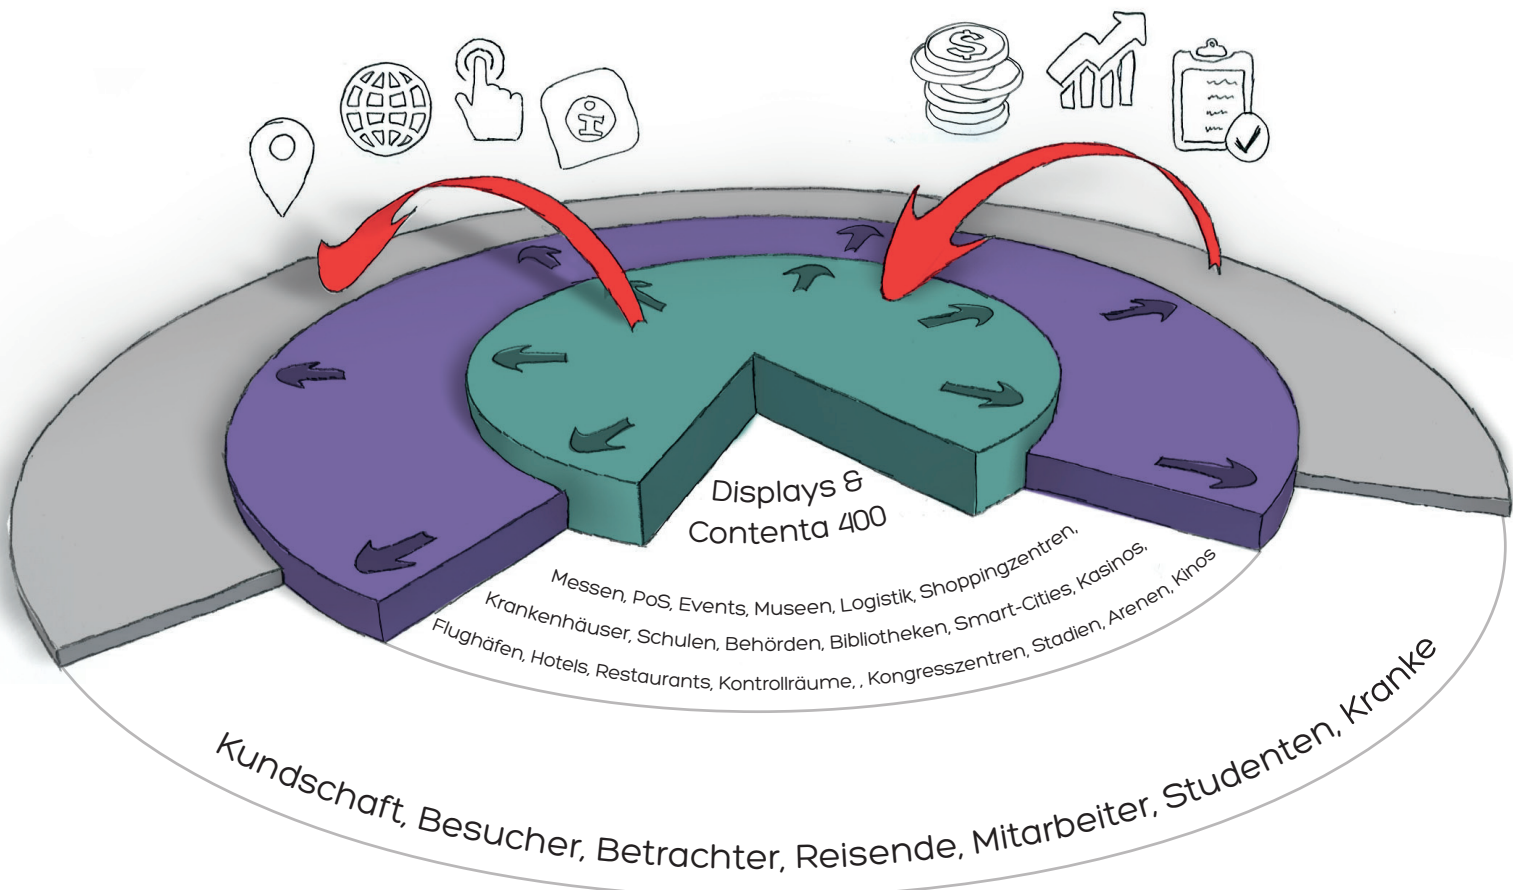 $
i
Displays &
Contenta 400
Messen, PoS, Events, Museen, Logistik, Shoppingzentren,
Krankenhäuser, Schulen, Behörden, Bibliotheken, Smart-Cities, Kasinos,
Flughäfen, Hotels, Restaurants, Kontrollräume, , Kongresszentren, Stadien, Arenen, Kinos
Kundschaft, Besucher, Betrachter, Reisende, Mitarbeiter, Studenten, Kranke